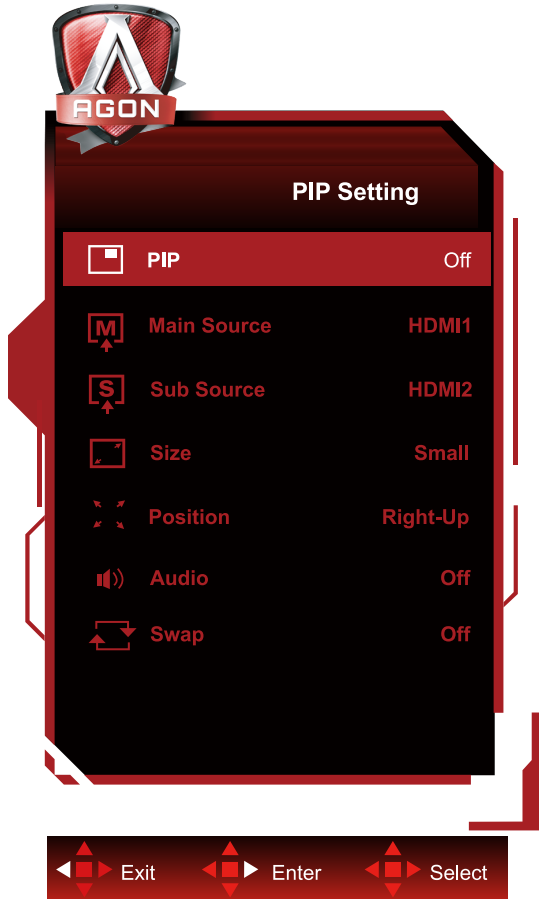 AGON
PIP Setting
PIP Off
M Main Source HDMI1
S Sub Source HDMI2
Size Small
Position Right-Up
Audio Off
Swap Off
Exit Enter Select